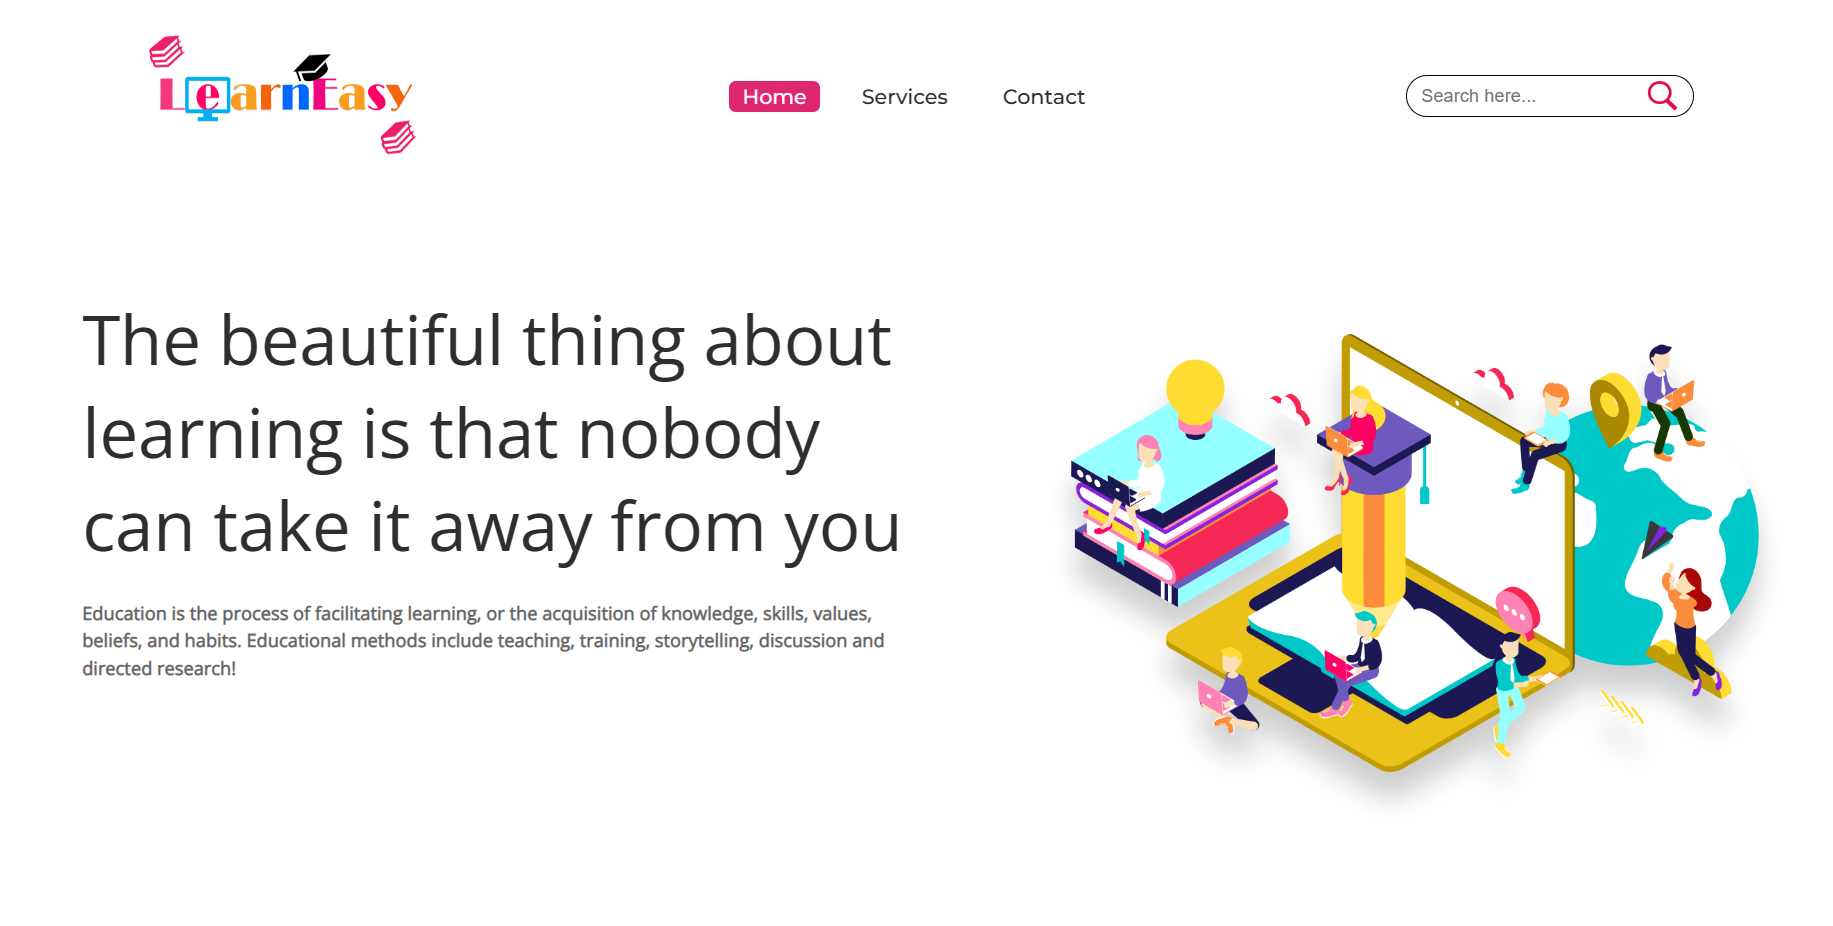 LearnEasy
Home
Services
Contact
Search here...
The beautiful thing about
learning is that nobody
can take it away from you
Education is the process of facilitating learning, or the acquisition of knowledge, skills, values,
beliefs, and habits. Educational methods include teaching, training, storytelling, discussion and
directed research!